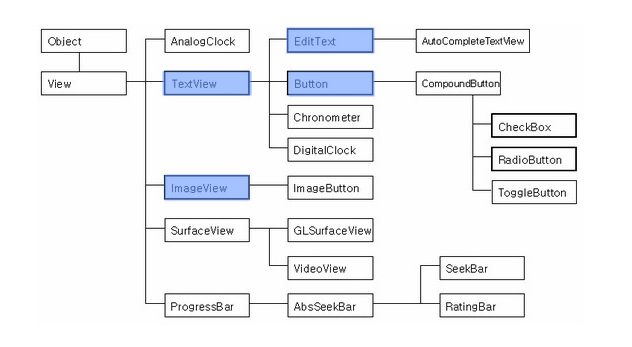 Object
AnalogClock
EditText
AutoCompleteTextView
View
TextView
Button
CompoundButton
Chronometer
CheckBox
DigitalClock
RadioButton
ImageView
ImageButton
ToggleButton
SurfaceView
GLSurfaceView
VideoView
SeekBar
ProgressBar
AbsSeekBar
RatingBar